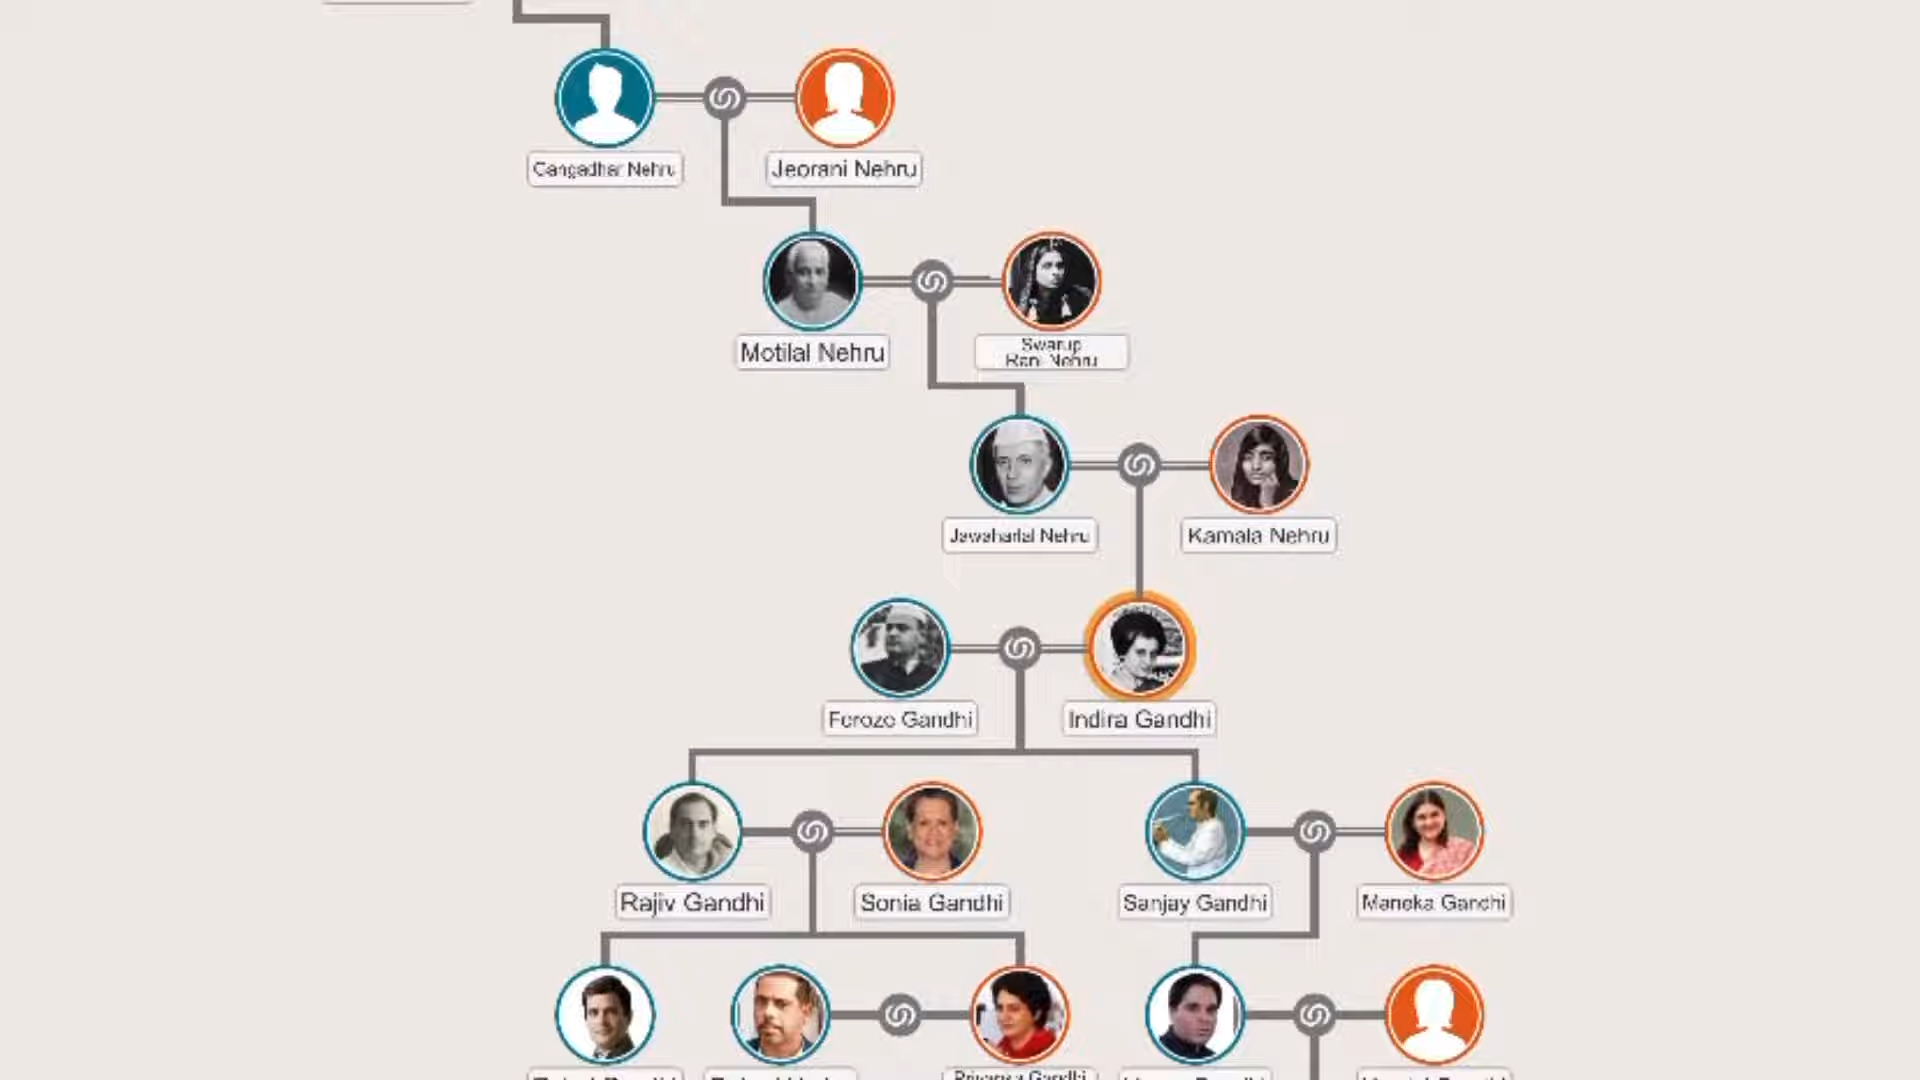 Gangadhar Nehru
Jeorani Nehru
Motilal Nehru
Swarup
Rani Nehru
Jawaharlal Nehru
Kamala Nehru
Feroze Gandhi
Indira Gandhi
Rajiv Gandhi
Sonia Gandhi
Sanjay Gandhi
Maneka Gandhi
Priyanka Gandhi